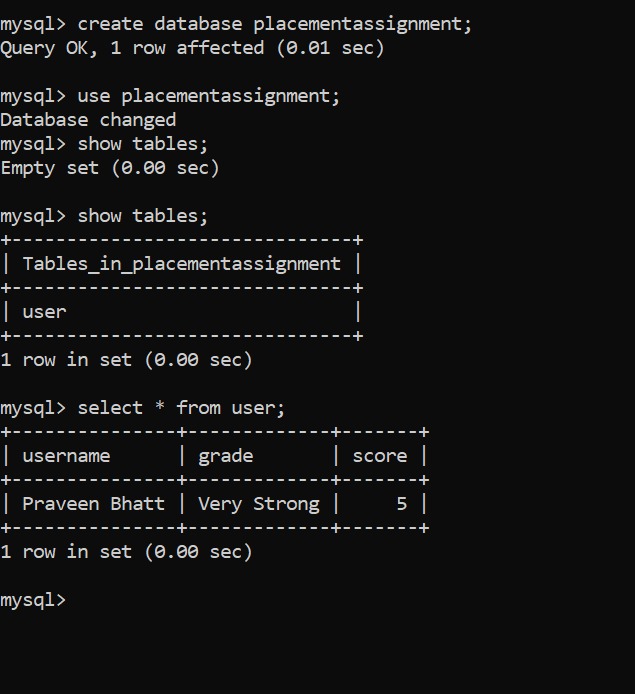 mysql> create database placementassignment;
Query OK, 1 row affected (0.01 sec)
mysql> use placementassignment;
Database changed
mysql> show tables;
Empty set (0.00 sec)
mysql> show tables;
+-------------------------------+
| Tables_in_placementassignment |
+-------------------------------+
| user                          |
+-------------------------------+
1 row in set (0.00 sec)
mysql> select * from user;
+---------------+-------------+-------+
| username      | grade       | score |
+---------------+-------------+-------+
| Praveen Bhatt | Very Strong |     5 |
+---------------+-------------+-------+
1 row in set (0.00 sec)
mysql>